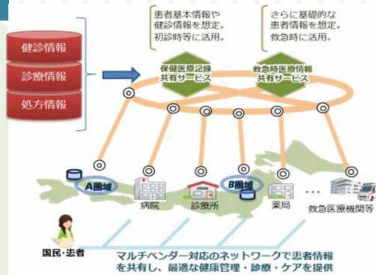 患者基本情報や
健診情報を想定。
初診時等に活用。
さらに基礎的な
患者情報を想定。
救急時に活用。
健診情報
診療情報
処方情報
保健医療記録
共有サービス
救急時医療情報
共有サービス
A圏域
病院
診療所
B圏域
薬局
…
救急医療機関等
国民・患者
マルチベンダー対応のネットワークで患者情報
を共有し、最適な健康管理・診療・ケアを提供